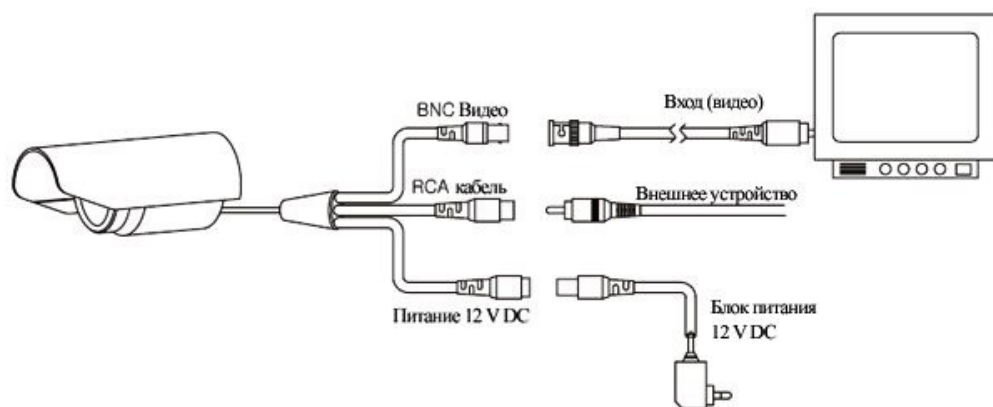 BNC Видео
Вход (видео)
RCA кабель
Внешнее устройство
Питание 12 V DC
Блок питания
12 V DC